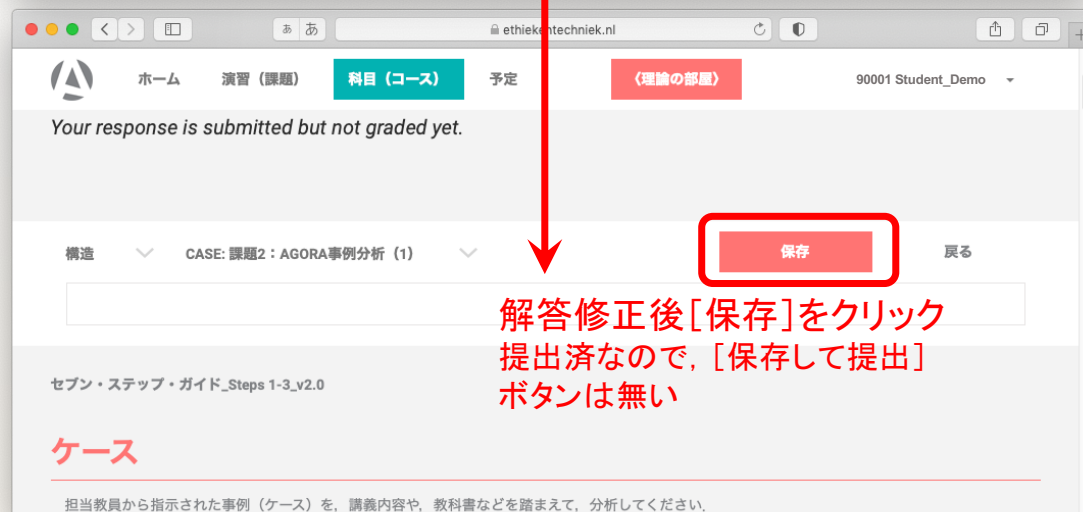 あ あ
ethiekentechniek.nl
ホーム 演習（課題） 科目（コース） 予定 〈理論の部屋〉 90001 Student_Demo
Your response is submitted but not graded yet.
構造 CASE: 課題2：AGORA事例分析（1） 保存 戻る
解答修正後［保存］をクリック
提出済なので，［保存して提出］
ボタンは無い
セブン・ステップ・ガイド_Steps 1-3_v2.0
ケース
担当教員から指示された事例（ケース）を，講義内容や，教科書などを踏まえて，分析してください．